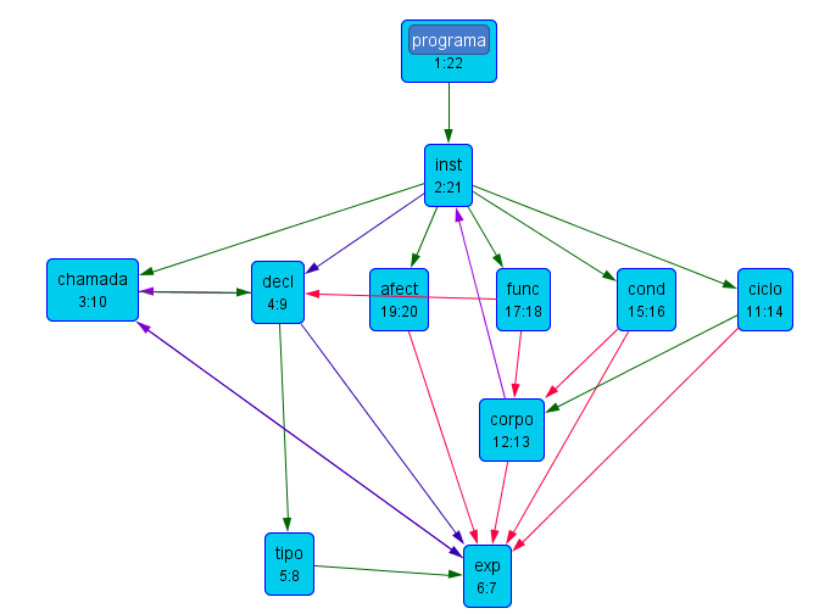 programa
1:22
inst
2:21
chamada
3:10
decl
4:9
afect
19:20
func
17:18
cond
15:16
ciclo
11:14
corpo
12:13
tipo
5:8
exp
6:7